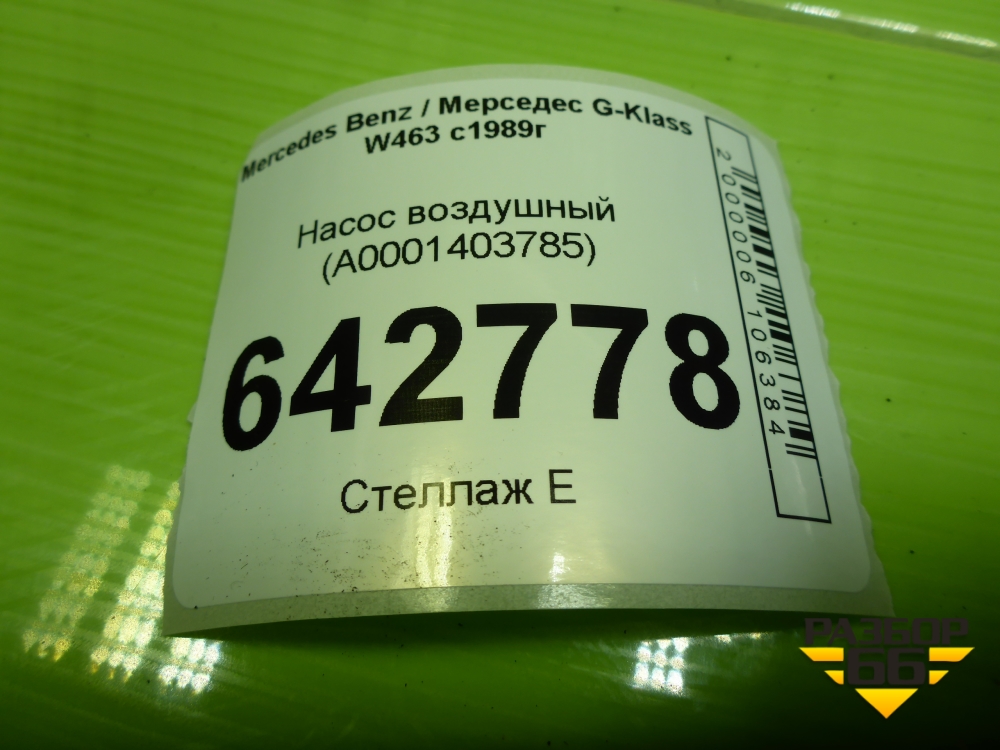 Mercedes Benz / Мерседес G-Klass
W463 с1989г
Насос воздушный
(A0001403785)
642778
Стеллаж Е
2000006106384
РАЗБОР
66